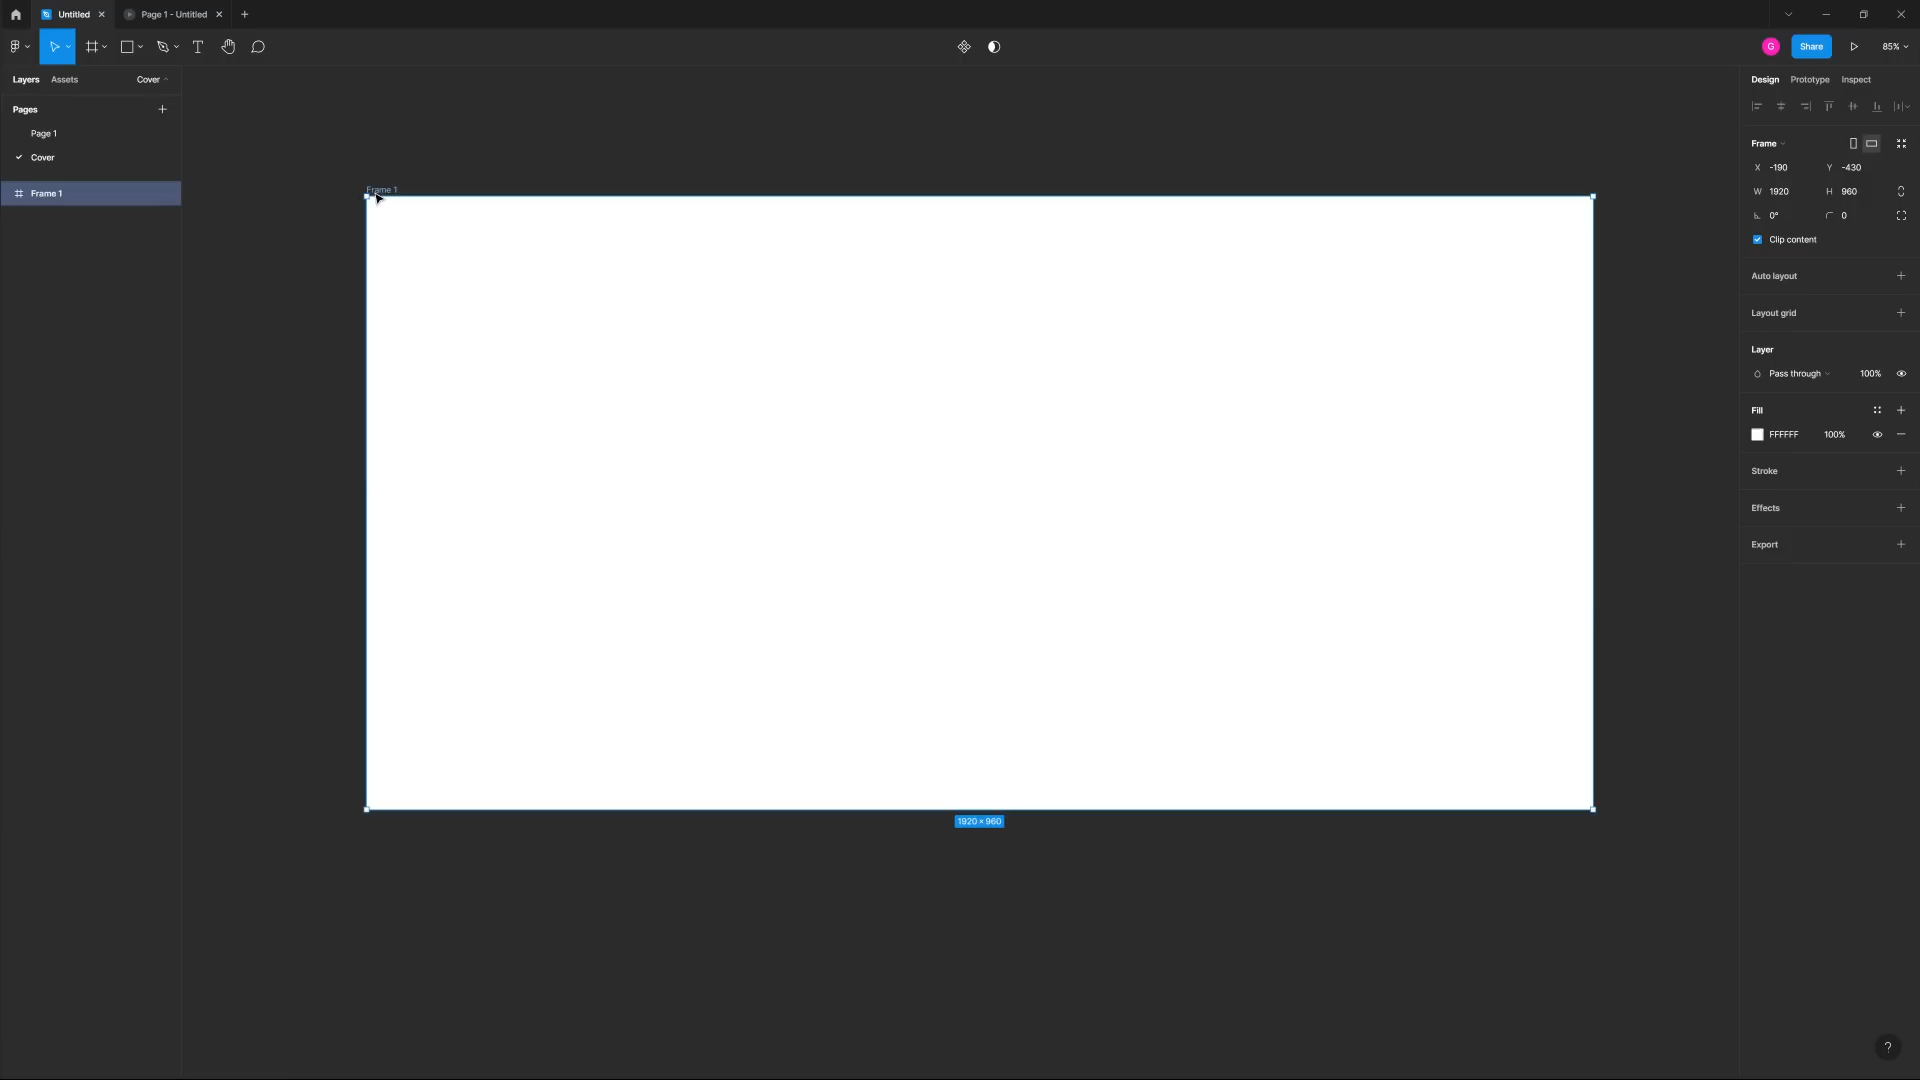 Untitled
Page 1 - Untitled
G
Share
85%
Layers
Assets
Cover
Pages
Page 1
Cover
Frame 1
Frame 1
1920 × 960
Design
Prototype
Inspect
Frame
X -190 Y -430
W 1920 H 960
0° 0
Clip content
Auto layout
Layout grid
Layer
Pass through 100%
Fill
FFFFFF 100%
Stroke
Effects
Export
?